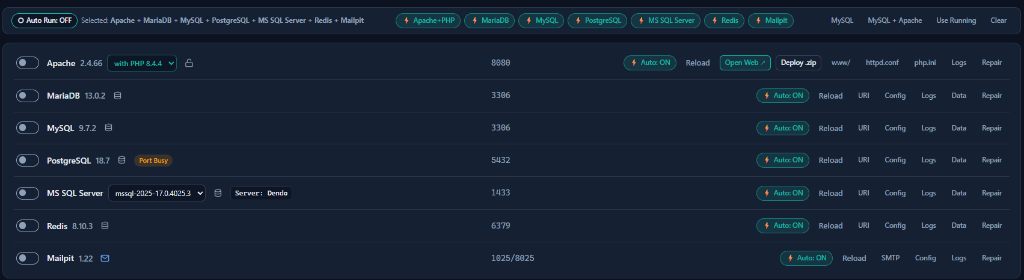 Auto Run: OFF Selected: Apache + MariaDB + MySQL + PostgreSQL + MS SQL Server + Redis + Mailpit Apache+PHP MariaDB MySQL PostgreSQL MS SQL Server Redis Mailpit MySQL MySQL + Apache Use Running Clear
Apache 2.4.66 with PHP 8.4.4 8080 Auto: ON Reload Open Web ↗ Deploy .zip www/ httpd.conf php.ini Logs Repair
MariaDB 13.0.2 3306 Auto: ON Reload URI Config Logs Data Repair
MySQL 9.7.2 3306 Auto: ON Reload URI Config Logs Data Repair
PostgreSQL 18.7 Port Busy 5432 Auto: ON Reload URI Config Logs Data Repair
MS SQL Server mssql-2025-17.0.4025.3 Server: Dendo 1433 Auto: ON Reload URI Config Logs Data Repair
Redis 8.10.3 6379 Auto: ON Reload URI Config Logs Data Repair
Mailpit 1.22 1025/8025 Auto: ON Reload SMTP Config Logs Repair